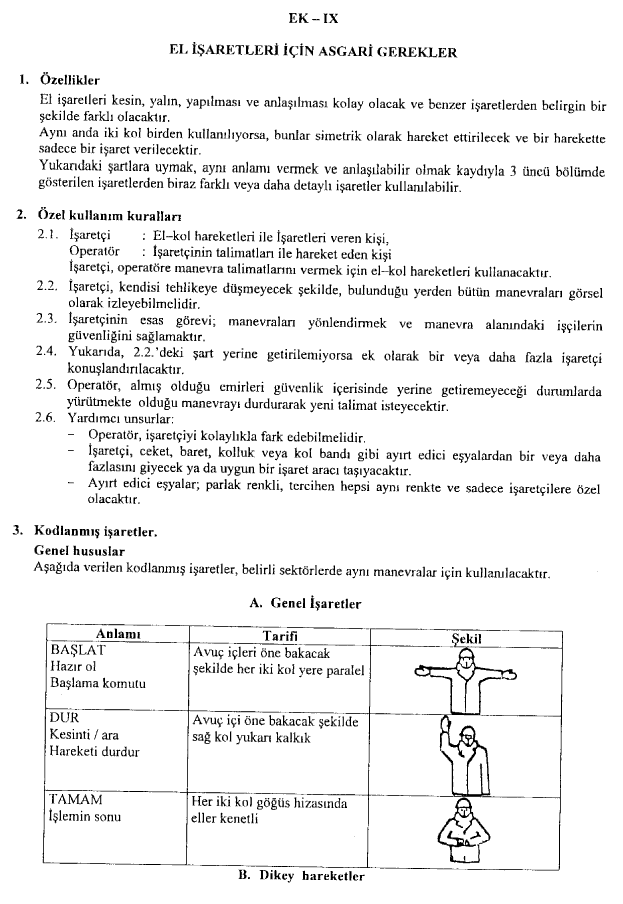 EK – IX
EL İŞARETLERİ İÇİN ASGARİ GEREKLER
1. Özellikler
El işaretleri kesin, yalın, yapılması ve anlaşılması kolay olacak ve benzer işaretlerden belirgin bir
şekilde farklı olacaktır.
Aynı anda iki kol birden kullanılıyorsa, bunlar simetrik olarak hareket ettirilecek ve bir harekette
sadece bir işaret verilecektir.
Yukarıdaki şartlara uymak, aynı anlamı vermek ve anlaşılabilir olmak kaydıyla 3 üncü bölümde
gösterilen işaretlerden biraz farklı veya daha detaylı işaretler kullanılabilir.
2. Özel kullanım kuralları
2.1. İşaretçi : El–kol hareketleri ile İşaretleri veren kişi,
Operatör : İşaretçinin talimatları ile hareket eden kişi
İşaretçi, operatöre manevra talimatlarını vermek için el–kol hareketleri kullanacaktır.
2.2. İşaretçi, kendisi tehlikeye düşmeyecek şekilde, bulunduğu yerden bütün manevraları görsel
olarak izleyebilmelidir.
2.3. İşaretçinin esas görevi; manevraları yönlendirmek ve manevra alanındaki işçilerin
güvenliğini sağlamaktır.
2.4. Yukarıda, 2.2.'deki şart yerine getirilemiyorsa ek olarak bir veya daha fazla işaretçi
konuşlandırılacaktır.
2.5. Operatör, almış olduğu emirleri güvenlik içerisinde yerine getiremeyeceği durumlarda
yürütmekte olduğu manevrayı durdurarak yeni talimat isteyecektir.
2.6. Yardımcı unsurlar:
– Operatör, işaretçiyi kolaylıkla fark edebilmelidir.
– İşaretçi, ceket, baret, kolluk veya kol bandı gibi ayırt edici eşyalardan bir veya daha
fazlasını giyecek ya da uygun bir işaret aracı taşıyacaktır.
– Ayırt edici eşyalar; parlak renkli, tercihen hepsi aynı renkte ve sadece işaretçilere özel
olacaktır.
3. Kodlanmış işaretler.
Genel hususlar
Aşağıda verilen kodlanmış işaretler, belirli sektörlerde aynı manevralar için kullanılacaktır.
A. Genel İşaretler
Anlamı Tarifi Şekil
BAŞLAT Avuç içleri öne bakacak
Hazır ol şekilde her iki kol yere paralel
Başlama komutu
DUR Avuç içi öne bakacak şekilde
Kesinti / ara sağ kol yukarı kalkık
Hareketi durdur
TAMAM Her iki kol göğüs hizasında
İşlemin sonu eller kenetli
B. Dikey hareketler